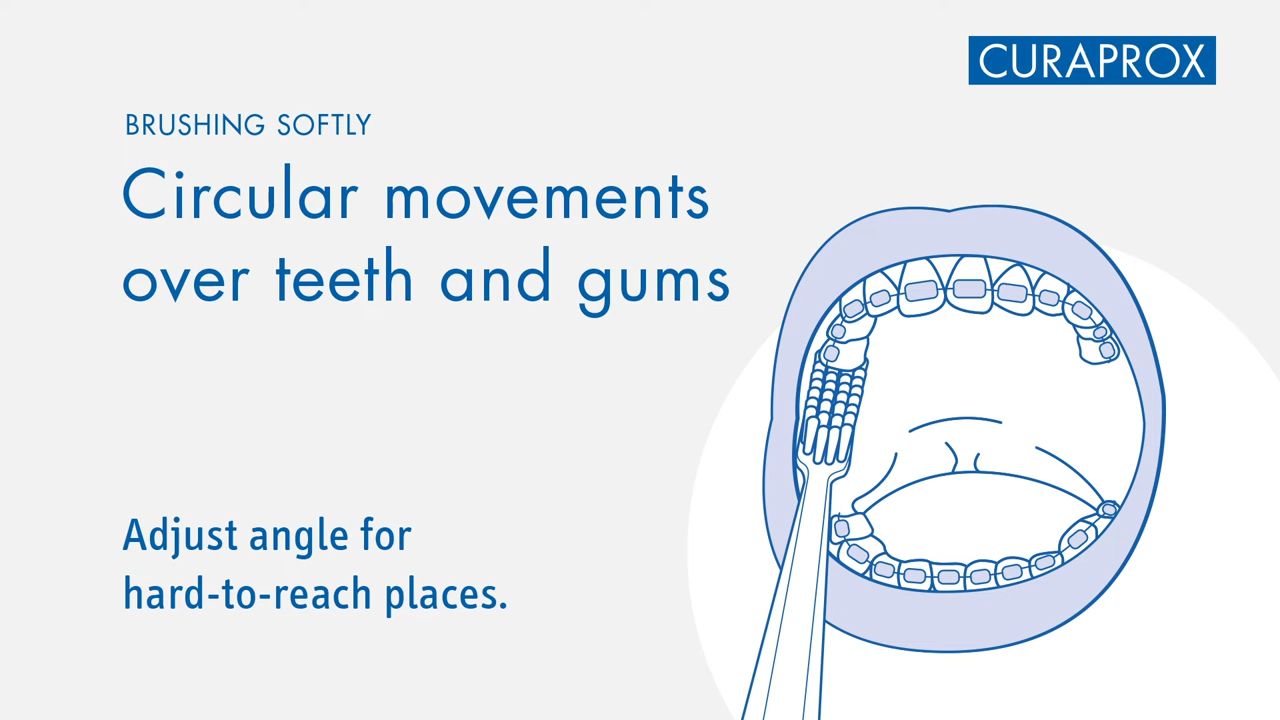 CURAPROX
BRUSHING SOFTLY
Circular movements
over teeth and gums
Adjust angle for
hard-to-reach places.